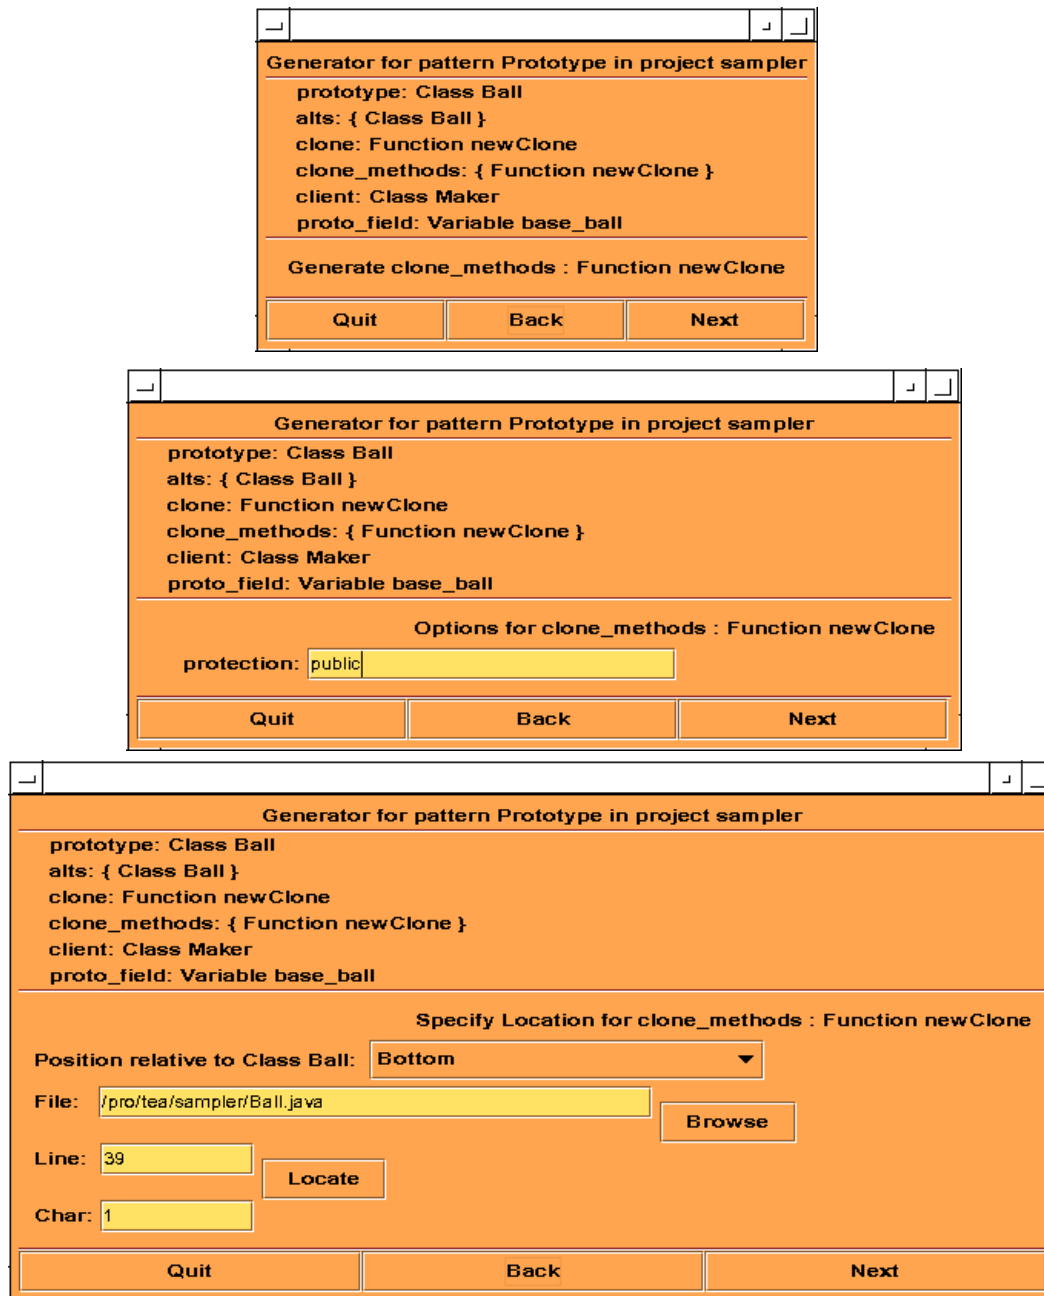 Generator for pattern Prototype in project sampler
prototype: Class Ball
alts: { Class Ball }
clone: Function newClone
clone_methods: { Function newClone }
client: Class Maker
proto_field: Variable base_ball
Generate clone_methods : Function newClone
Quit Back Next
Generator for pattern Prototype in project sampler
prototype: Class Ball
alts: { Class Ball }
clone: Function newClone
clone_methods: { Function newClone }
client: Class Maker
proto_field: Variable base_ball
Options for clone_methods : Function newClone
protection: public
Quit Back Next
Generator for pattern Prototype in project sampler
prototype: Class Ball
alts: { Class Ball }
clone: Function newClone
clone_methods: { Function newClone }
client: Class Maker
proto_field: Variable base_ball
Specify Location for clone_methods : Function newClone
Position relative to Class Ball: Bottom
File: /pro/tea/sampler/Ball.java
Browse
Line: 39
Locate
Char: 1
Quit Back Next